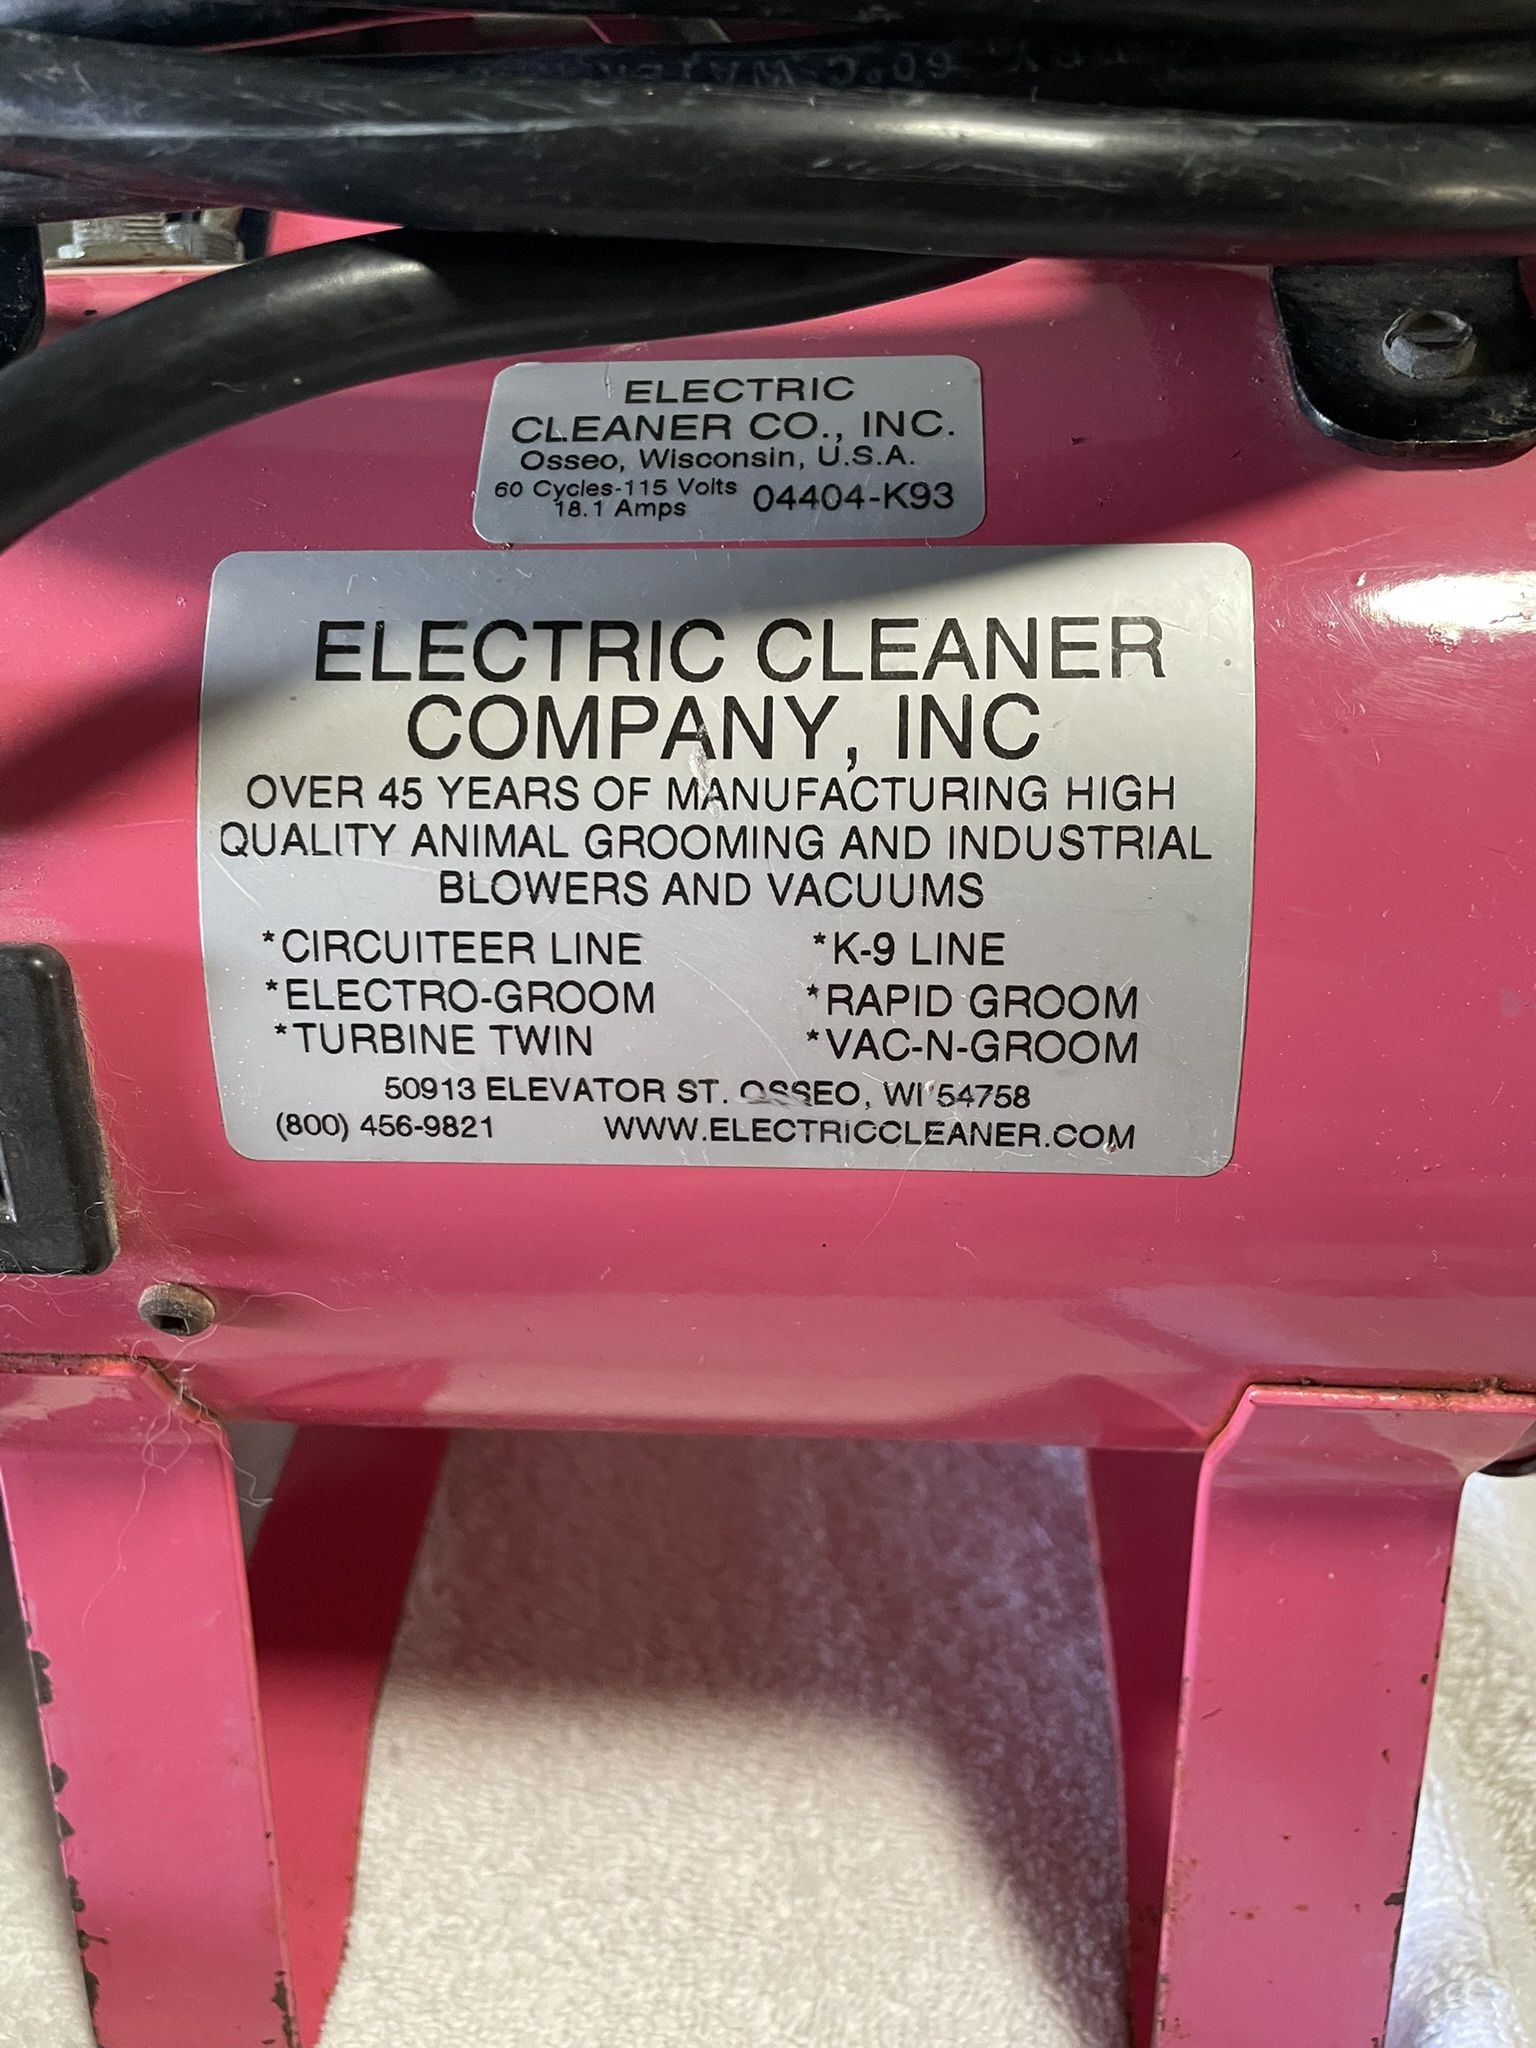 60°C WATER
ELECTRIC
CLEANER CO., INC.
Osseo, Wisconsin, U.S.A.
60 Cycles-115 Volts 04404-K93
18.1 Amps
ELECTRIC CLEANER
COMPANY, INC
OVER 45 YEARS OF MANUFACTURING HIGH
QUALITY ANIMAL GROOMING AND INDUSTRIAL
BLOWERS AND VACUUMS
*CIRCUITEER LINE *K-9 LINE
*ELECTRO-GROOM *RAPID GROOM
*TURBINE TWIN *VAC-N-GROOM
50913 ELEVATOR ST. OSSEO, WI 54758
(800) 456-9821 WWW.ELECTRICCLEANER.COM